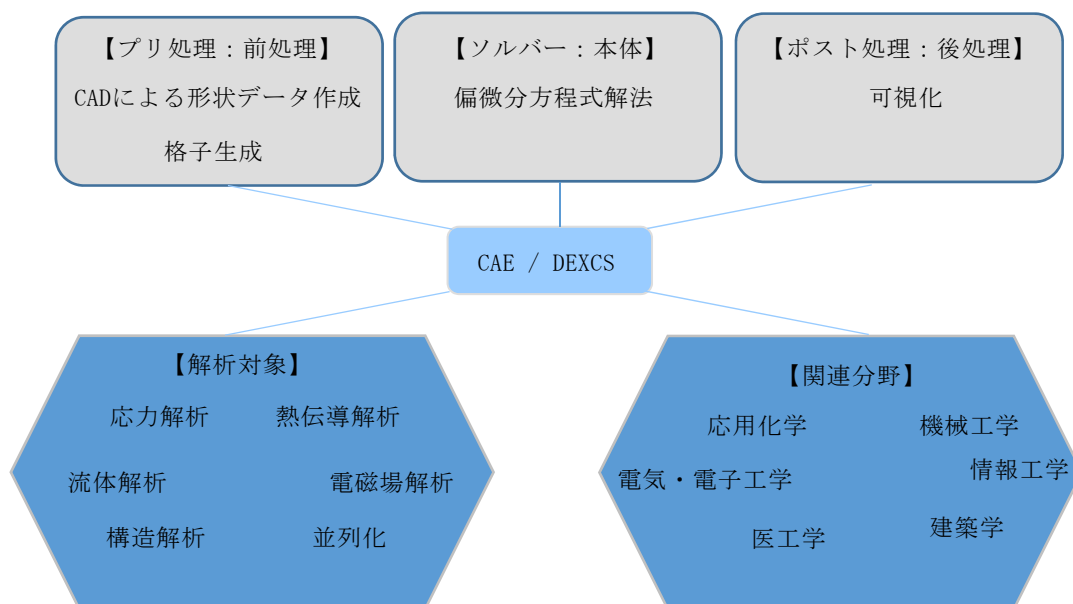 【プリ処理：前処理】
CADによる形状データ作成
格子生成
【ソルバー：本体】
偏微分方程式解法
【ポスト処理：後処理】
可視化
CAE / DEXCS
【解析対象】
応力解析
熱伝導解析
流体解析
電磁場解析
構造解析
並列化
【関連分野】
応用化学
機械工学
電気・電子工学
情報工学
医工学
建築学